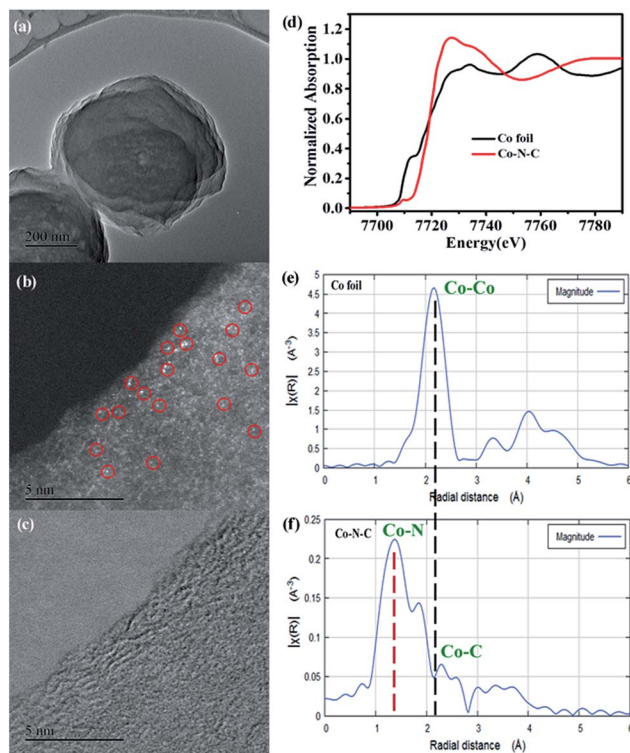 (a)
200 nm
(b)
5 nm
(c)
5 nm
(d)
Normalized Absorption
1.2
1.0
0.8
0.6
0.4
0.2
0.0
Co foil
Co-N-C
7700 7720 7740 7760 7780
Energy(eV)
(e)
Co foil
Co-Co
Magnitude
|χ(R)| (A⁻³)
5
4.5
4
3.5
3
2.5
2
1.5
1
0.5
0
0 1 2 3 4 5 6
Radial distance (Å)
(f)
Co-N-C
Co-N
Co-C
Magnitude
|χ(R)| (A⁻³)
0.25
0.2
0.15
0.1
0.05
0
0 1 2 3 4 5 6
Radial distance (Å)